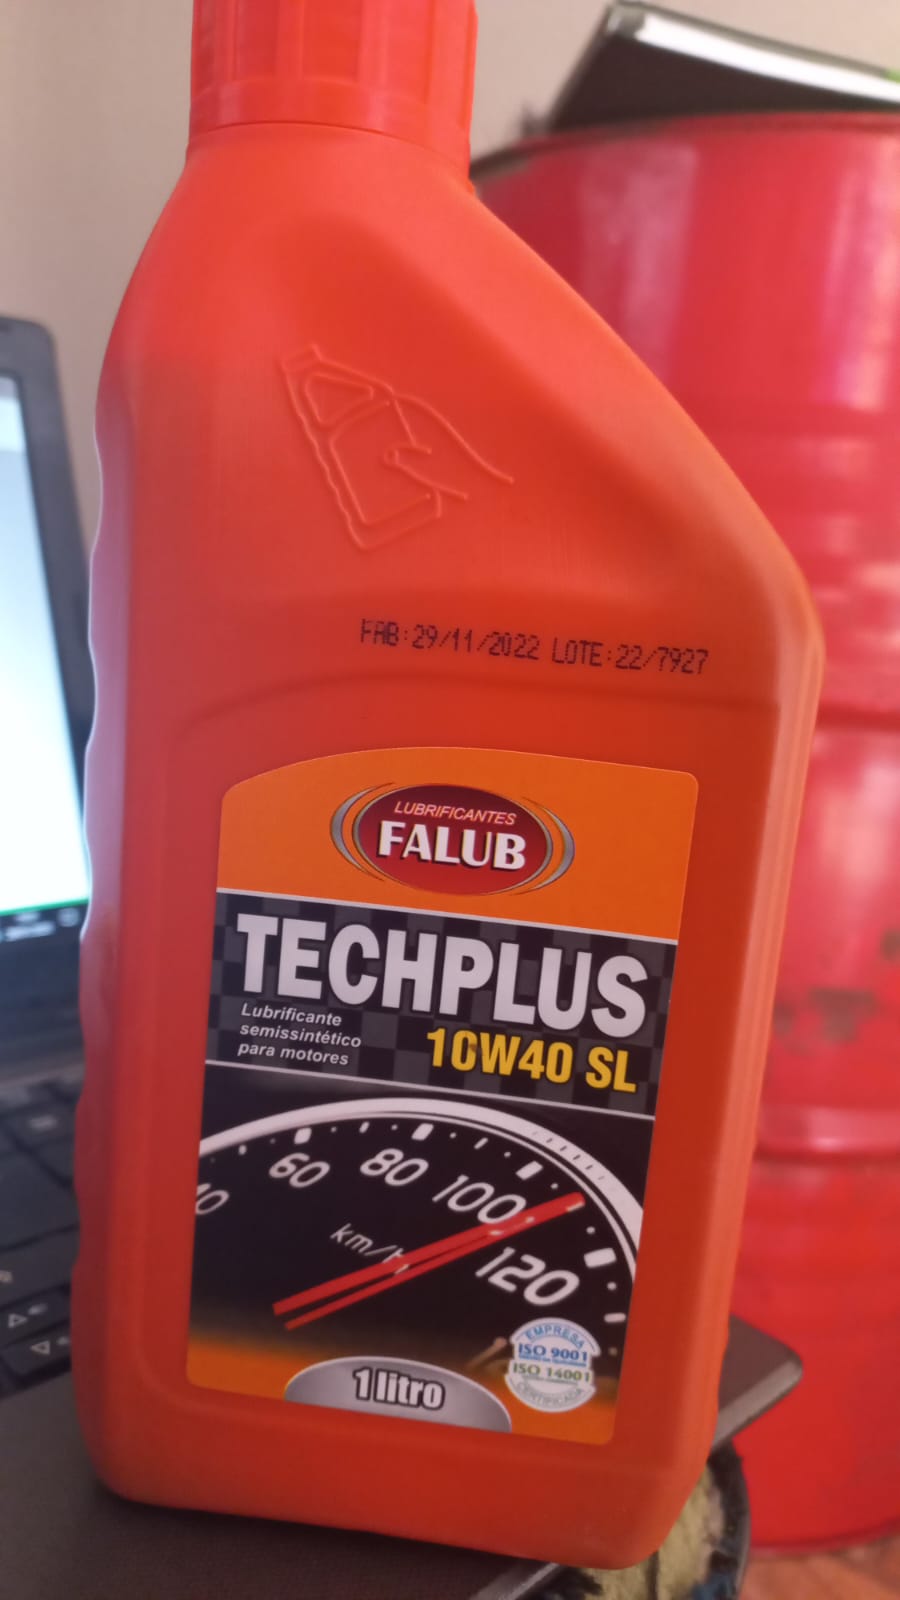 FAB:29/11/2022 LOTE:22/7927
LUBRIFICANTES
FALUB
TECHPLUS
Lubrificante
semissintético
para motores
10W40 SL
60
80
100
120
km/h
EMPRESA
ISO 9001
ISO 14001
CERTIFICADA
1 litro